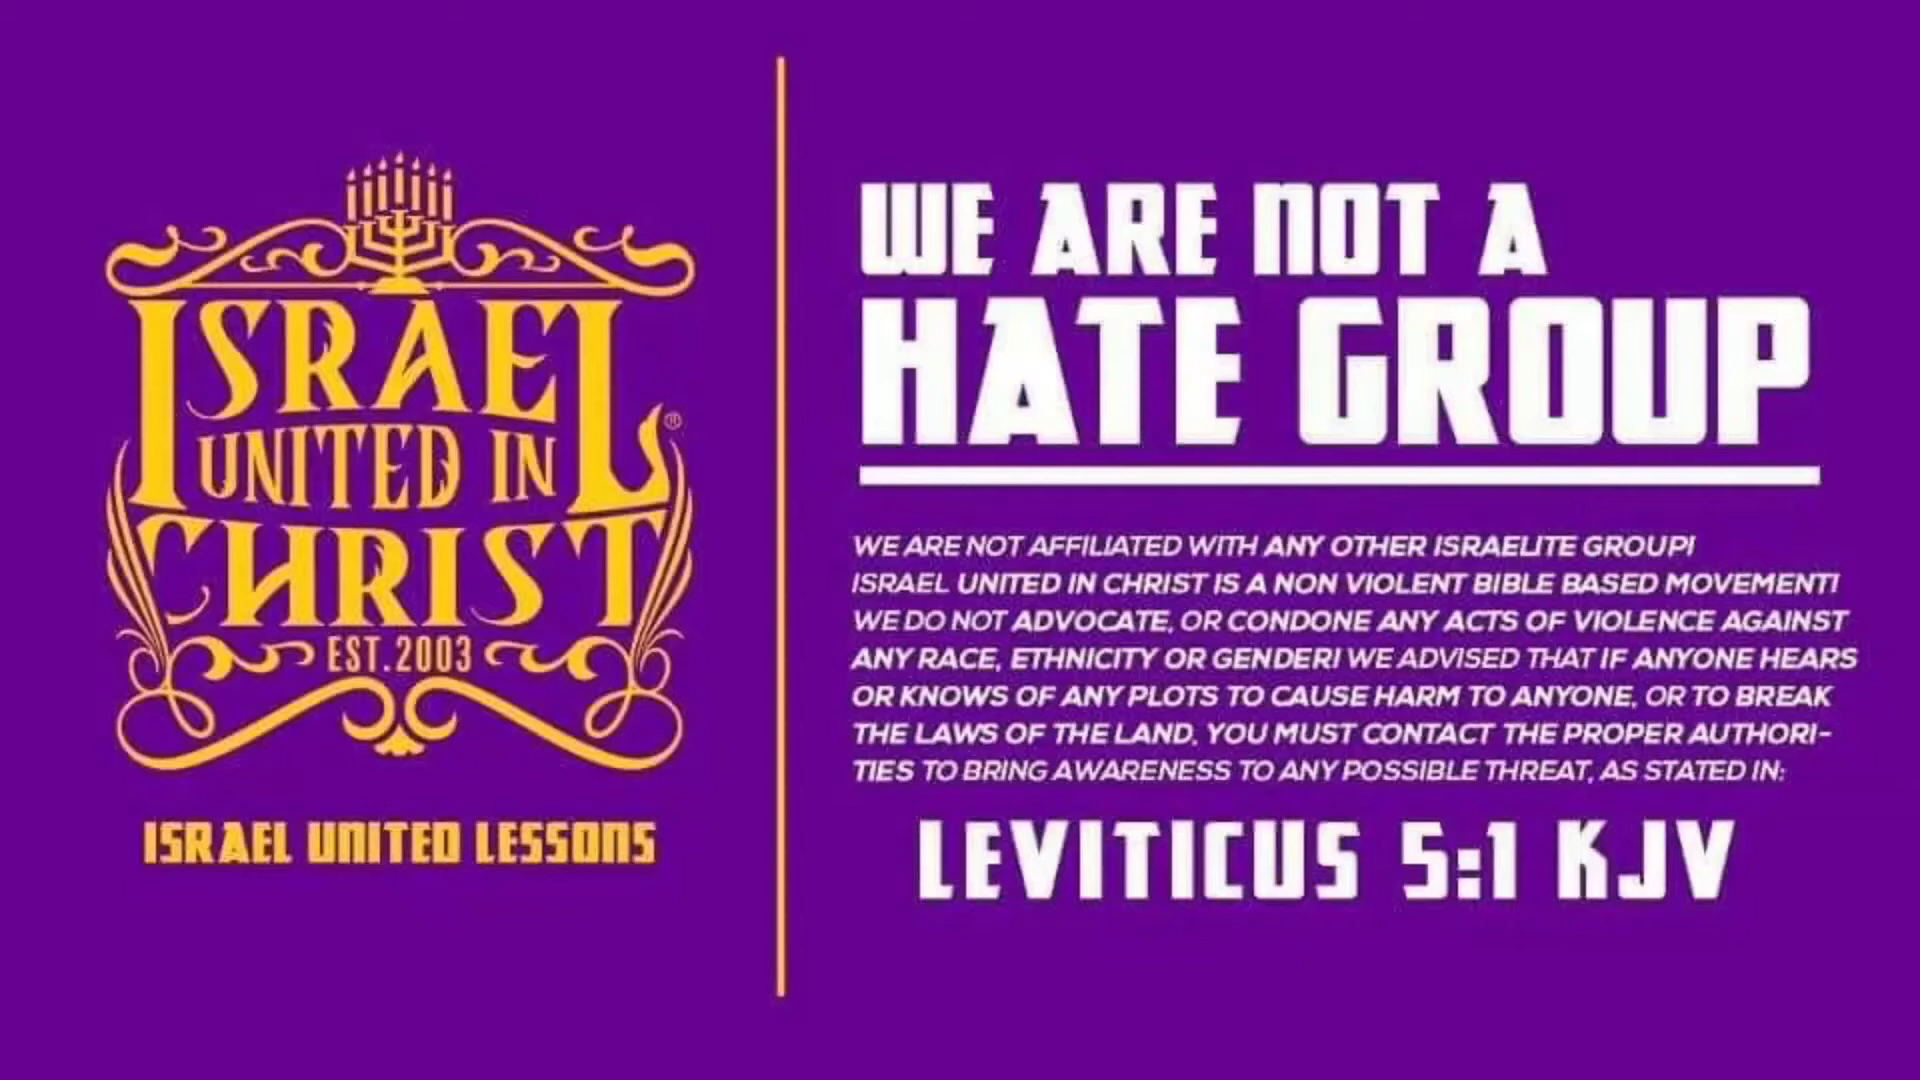 ISRAEL
UNITED IN
CHRIST
®
EST. 2003
ISRAEL UNITED LESSONS
WE ARE NOT A
HATE GROUP
WE ARE NOT AFFILIATED WITH ANY OTHER ISRAELITE GROUP!
ISRAEL UNITED IN CHRIST IS A NON VIOLENT BIBLE BASED MOVEMENT!
WE DO NOT ADVOCATE, OR CONDONE ANY ACTS OF VIOLENCE AGAINST
ANY RACE, ETHNICITY OR GENDER! WE ADVISED THAT IF ANYONE HEARS
OR KNOWS OF ANY PLOTS TO CAUSE HARM TO ANYONE, OR TO BREAK
THE LAWS OF THE LAND, YOU MUST CONTACT THE PROPER AUTHORI-
TIES TO BRING AWARENESS TO ANY POSSIBLE THREAT, AS STATED IN:
LEVITICUS 5:1 KJV